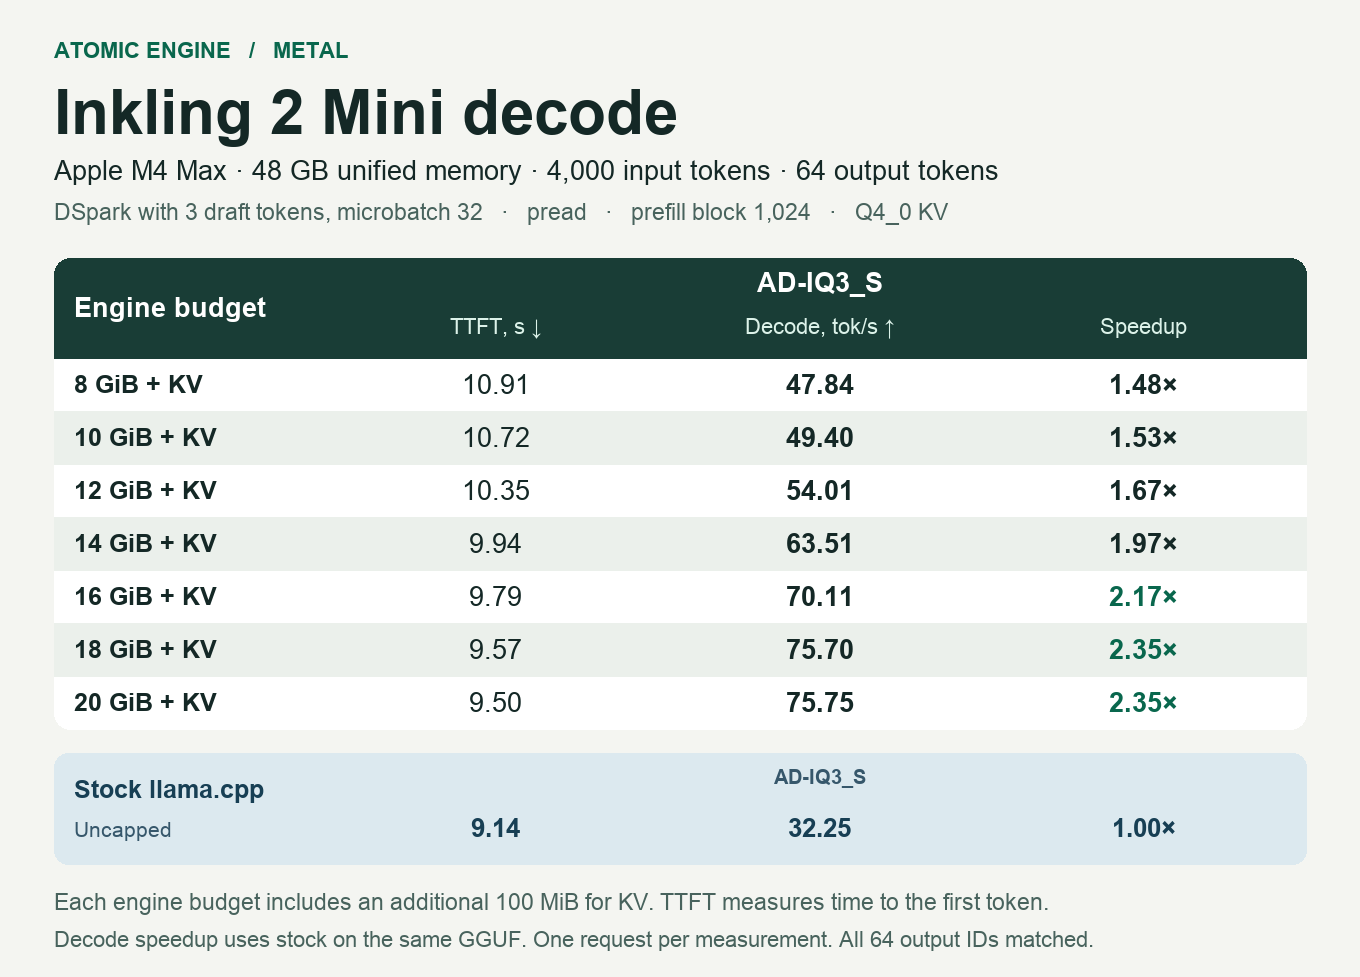 ATOMIC ENGINE / METAL
Inkling 2 Mini decode
Apple M4 Max · 48 GB unified memory · 4,000 input tokens · 64 output tokens
DSpark with 3 draft tokens, microbatch 32 · pread · prefill block 1,024 · Q4_0 KV
AD-IQ3_S
Engine budget
TTFT, s ↓ Decode, tok/s ↑ Speedup
8 GiB + KV 10.91 47.84 1.48×
10 GiB + KV 10.72 49.40 1.53×
12 GiB + KV 10.35 54.01 1.67×
14 GiB + KV 9.94 63.51 1.97×
16 GiB + KV 9.79 70.11 2.17×
18 GiB + KV 9.57 75.70 2.35×
20 GiB + KV 9.50 75.75 2.35×
AD-IQ3_S
Stock llama.cpp
Uncapped 9.14 32.25 1.00×
Each engine budget includes an additional 100 MiB for KV. TTFT measures time to the first token.
Decode speedup uses stock on the same GGUF. One request per measurement. All 64 output IDs matched.